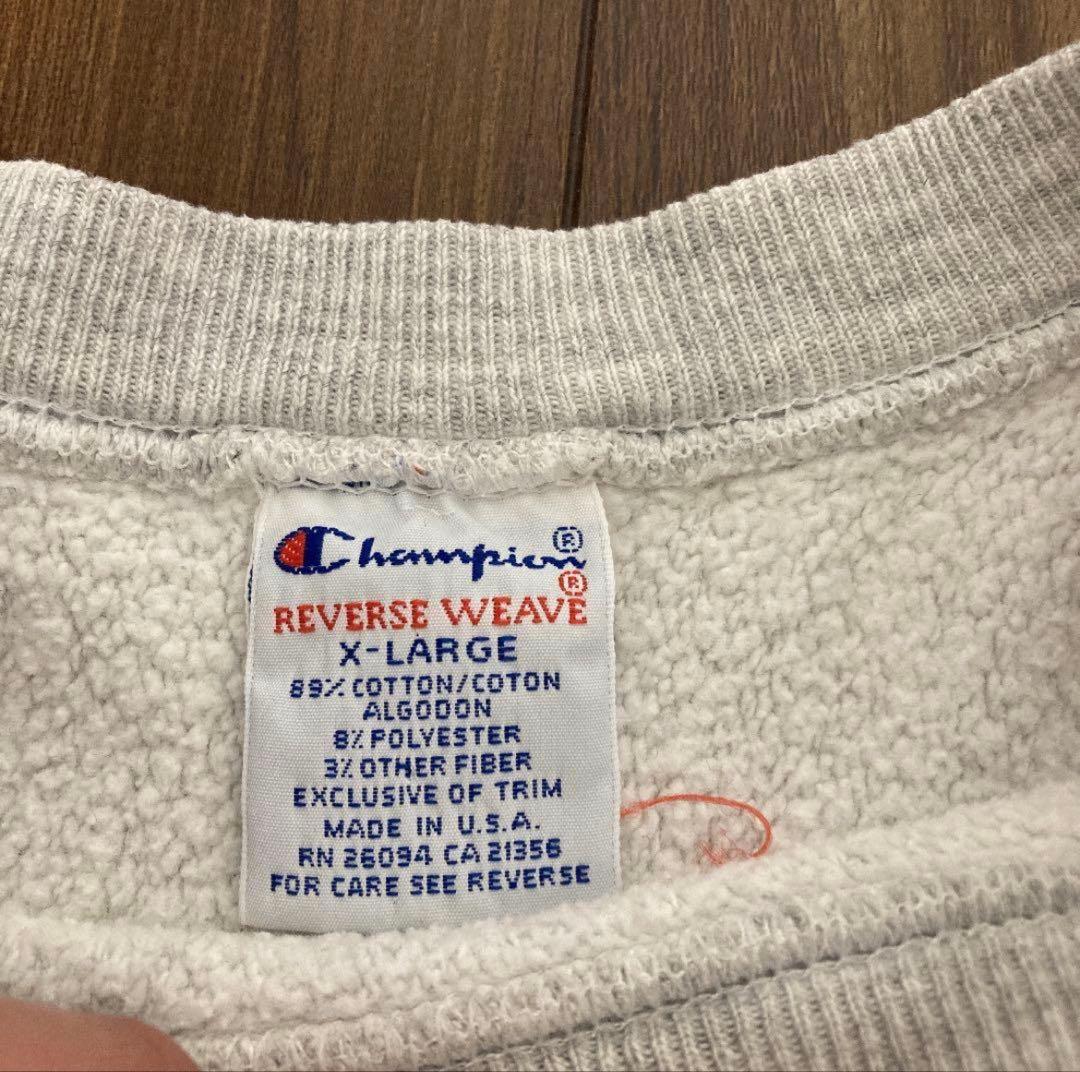 Champion®
REVERSE WEAVE®
X-LARGE
89% COTTON/COTON
ALGODON
8% POLYESTER
3% OTHER FIBER
EXCLUSIVE OF TRIM
MADE IN U.S.A.
RN 26094 CA 21356
FOR CARE SEE REVERSE